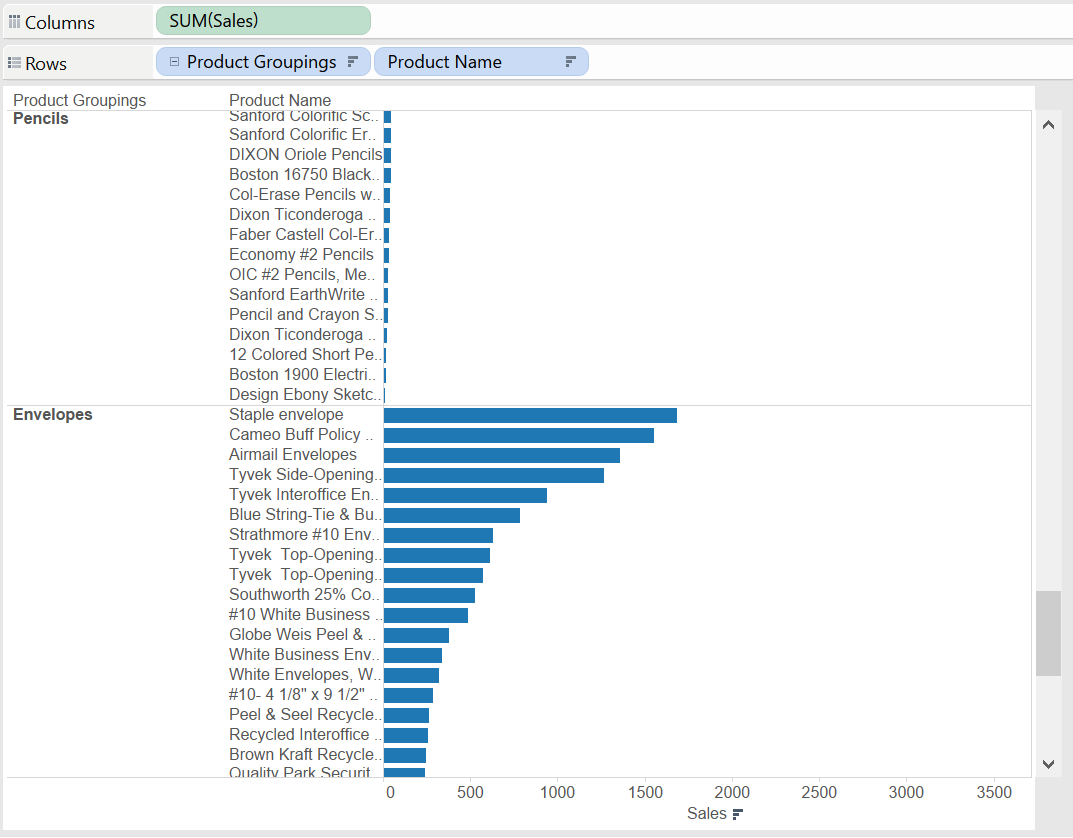 Columns SUM(Sales)
Rows Product Groupings Product Name
Product Groupings Product Name
Pencils Sanford Colorific Sc..
Sanford Colorific Er..
DIXON Oriole Pencils
Boston 16750 Black..
Col-Erase Pencils w..
Dixon Ticonderoga ..
Faber Castell Col-Er..
Economy #2 Pencils
OIC #2 Pencils, Me..
Sanford EarthWrite ..
Pencil and Crayon S..
Dixon Ticonderoga ..
12 Colored Short Pe..
Boston 1900 Electri..
Design Ebony Sketc..
Envelopes Staple envelope
Cameo Buff Policy ..
Airmail Envelopes
Tyvek Side-Opening..
Tyvek Interoffice En..
Blue String-Tie & Bu..
Strathmore #10 Env..
Tyvek  Top-Opening..
Tyvek  Top-Opening..
Southworth 25% Co..
#10 White Business ..
Globe Weis Peel & ..
White Business Env..
White Envelopes, W..
#10- 4 1/8" x 9 1/2" ..
Peel & Seel Recycle..
Recycled Interoffice ..
Brown Kraft Recycle..
Quality Park Securit..
0 500 1000 1500 2000 2500 3000 3500
Sales